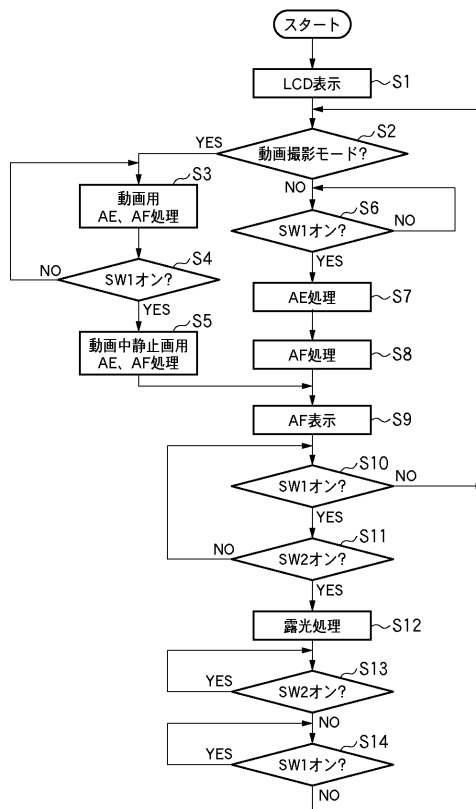 スタート
LCD表示
S1
S2
動画撮影モード?
YES
NO
S3
動画用
AE、AF処理
S6
SW1オン?
NO
YES
S4
SW1オン?
NO
YES
S7
AE処理
S5
動画中静止画用
AE、AF処理
S8
AF処理
S9
AF表示
S10
SW1オン?
NO
YES
S11
SW2オン?
NO
YES
S12
露光処理
S13
SW2オン?
YES
NO
S14
SW1オン?
YES
NO